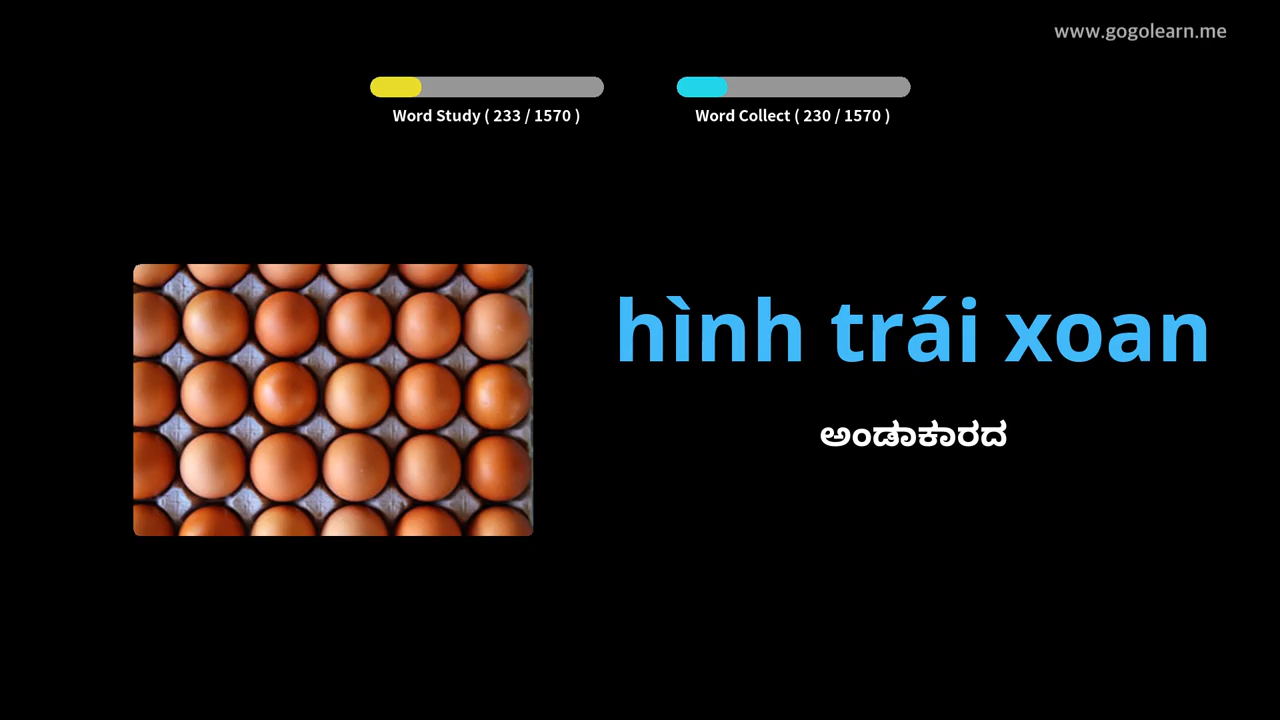 www.gogolearn.me
Word Study ( 233 / 1570 )
Word Collect ( 230 / 1570 )
hình trái xoan
ಅಂಡಾಕಾರದ